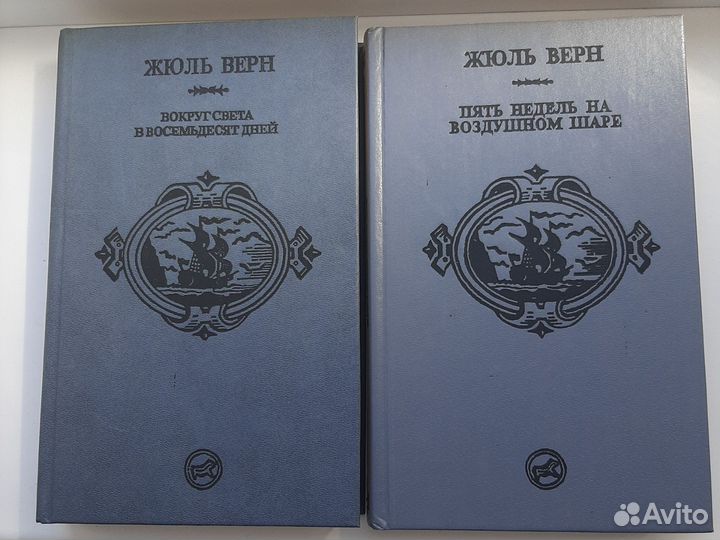 ЖЮЛЬ ВЕРН
ВОКРУГ СВЕТА
В ВОСЕМЬДЕСЯТ ДНЕЙ
ЖЮЛЬ ВЕРН
ПЯТЬ НЕДЕЛЬ НА
ВОЗДУШНОМ ШАРЕ
Avito